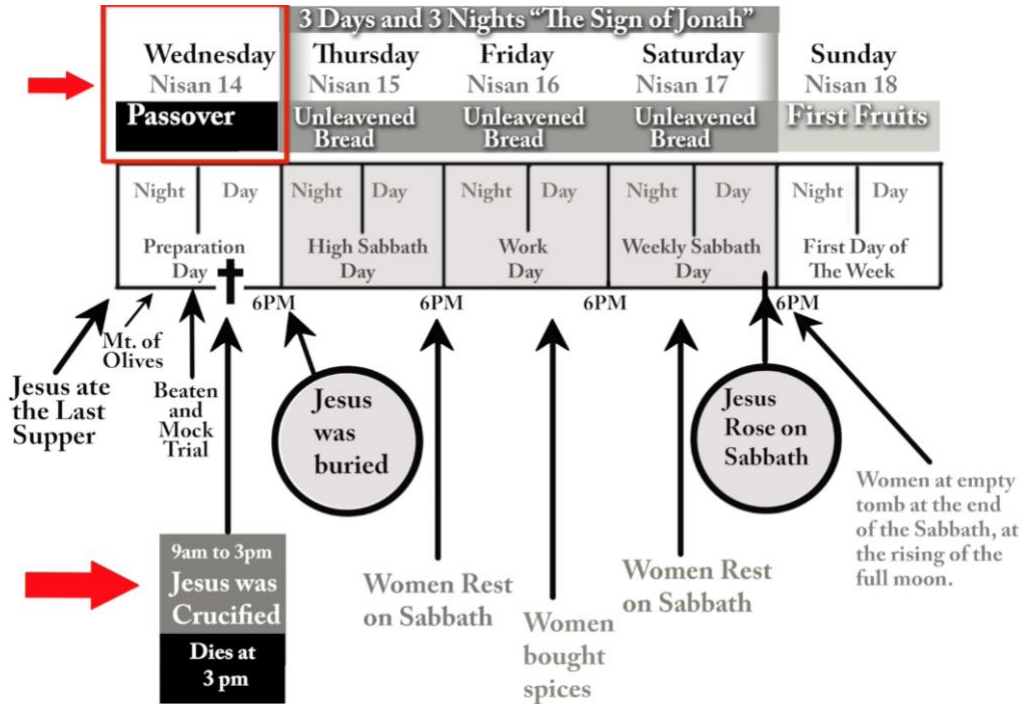 3 Days and 3 Nights “The Sign of Jonah”
Wednesday
Nisan 14
Passover
Thursday
Nisan 15
Unleavened
Bread
Friday
Nisan 16
Unleavened
Bread
Saturday
Nisan 17
Unleavened
Bread
Sunday
Nisan 18
First Fruits
Night Day
Preparation
Day
Night Day
High Sabbath
Day
Night Day
Work
Day
Night Day
Weekly Sabbath
Day
Night Day
First Day of
The Week
6PM
6PM
6PM
6PM
Jesus ate
the Last
Supper
Mt. of
Olives
Beaten
and
Mock
Trial
9am to 3pm
Jesus was
Crucified
Dies at
3 pm
Jesus
was
buried
Women Rest
on Sabbath
Women
bought
spices
Women Rest
on Sabbath
Jesus
Rose on
Sabbath
Women at empty
tomb at the end
of the Sabbath, at
the rising of the
full moon.